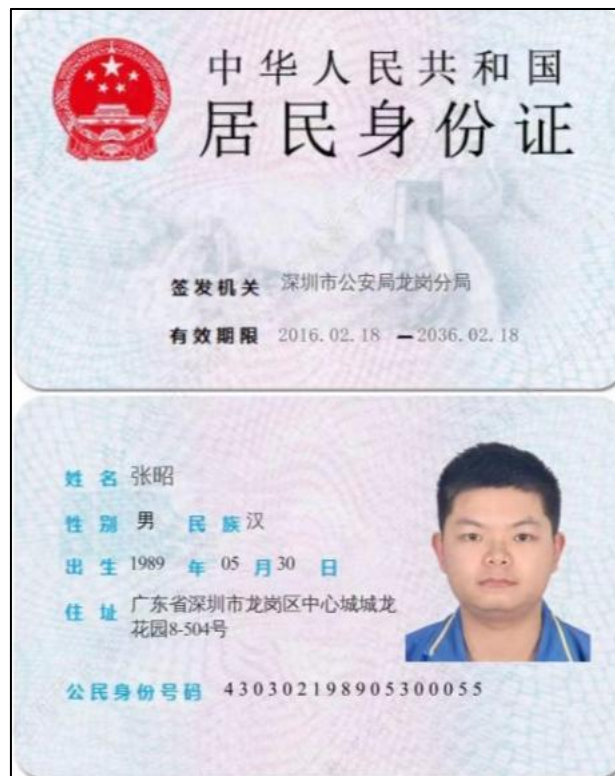 中华人民共和国
居民身份证
签发机关 深圳市公安局龙岗分局
有效期限 2016.02.18 —2036.02.18
姓名 张昭
性别 男 民族 汉
出生 1989 年 05 月 30 日
住址 广东省深圳市龙岗区中心城城龙
花园8-504号
公民身份号码 430302198905300055